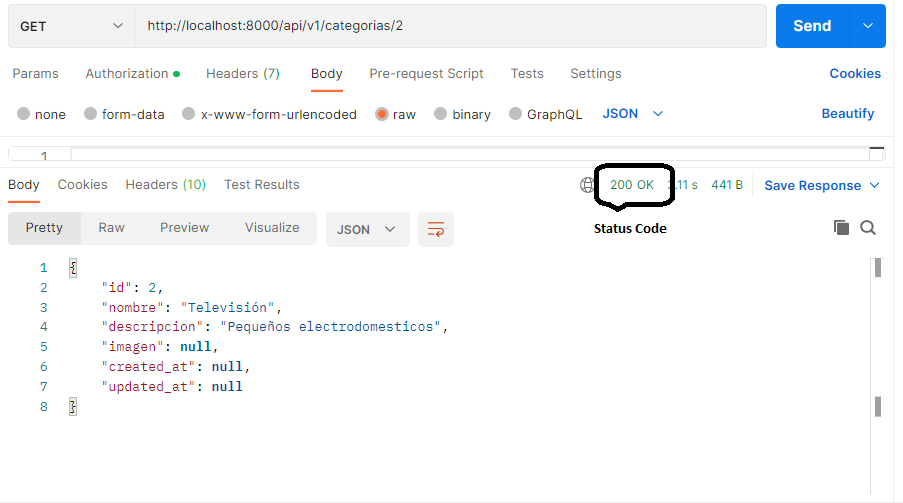 GET http://localhost:8000/api/v1/categorias/2 Send
Params Authorization Headers (7) Body Pre-request Script Tests Settings Cookies
none form-data x-www-form-urlencoded raw binary GraphQL JSON Beautify
1
Body Cookies Headers (10) Test Results 200 OK 11 s 441 B Save Response
Status Code
Pretty Raw Preview Visualize JSON
1 {
2 "id": 2,
3 "nombre": "Televisión",
4 "descripcion": "Pequeños electrodomesticos",
5 "imagen": null,
6 "created_at": null,
7 "updated_at": null
8 }